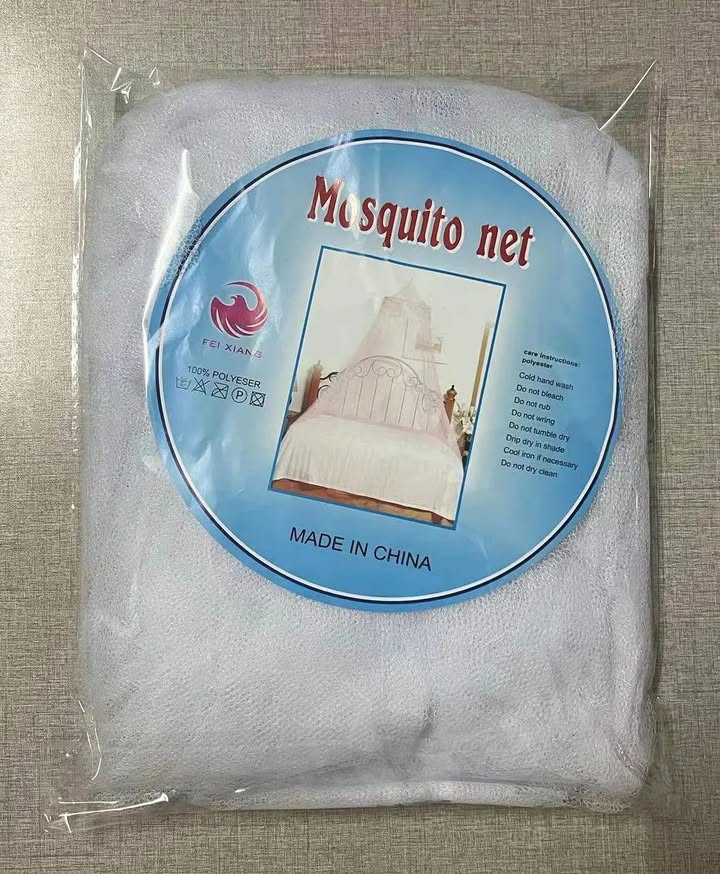 Mosquito net
FEI XIANG
100% POLYESER
P
care instructions:
polyester
Cold hand wash
Do not bleach
Do not rub
Do not wring
Do not tumble dry
Drip dry in shade
Cool iron if necessary
Do not dry clean
MADE IN CHINA